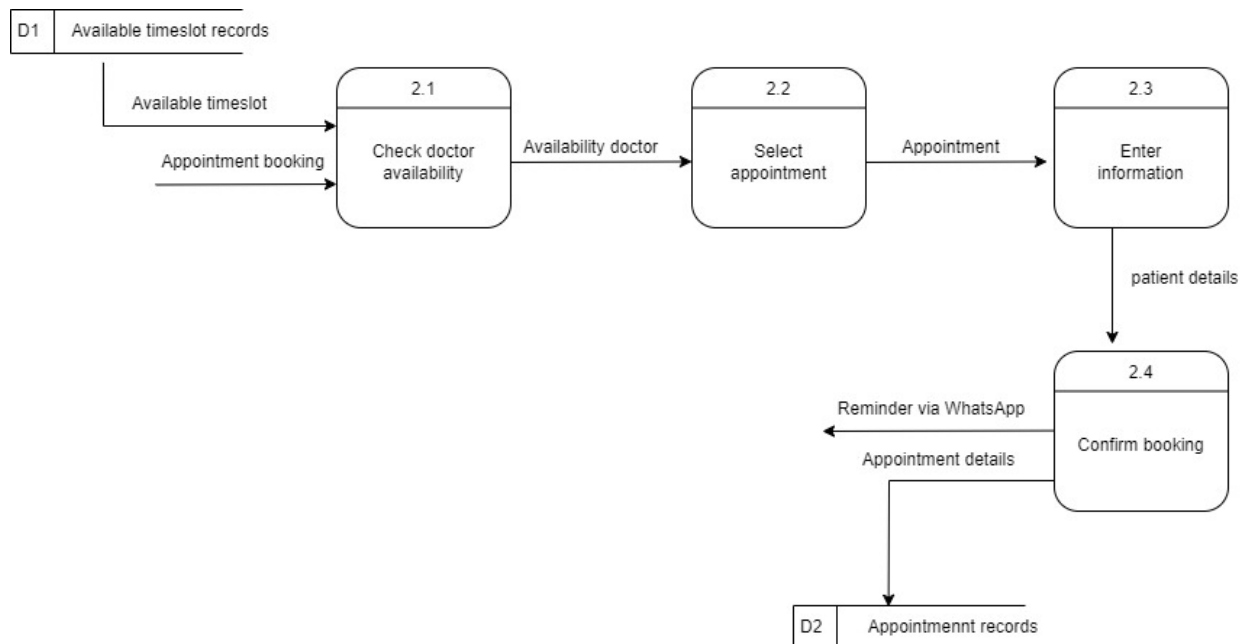 D1 Available timeslot records
2.1
2.2
2.3
Available timeslot
Appointment booking
Check doctor
availability
Availability doctor
Select
appointment
Appointment
Enter
information
patient details
2.4
Reminder via WhatsApp
Confirm booking
Appointment details
D2 Appointmennt records